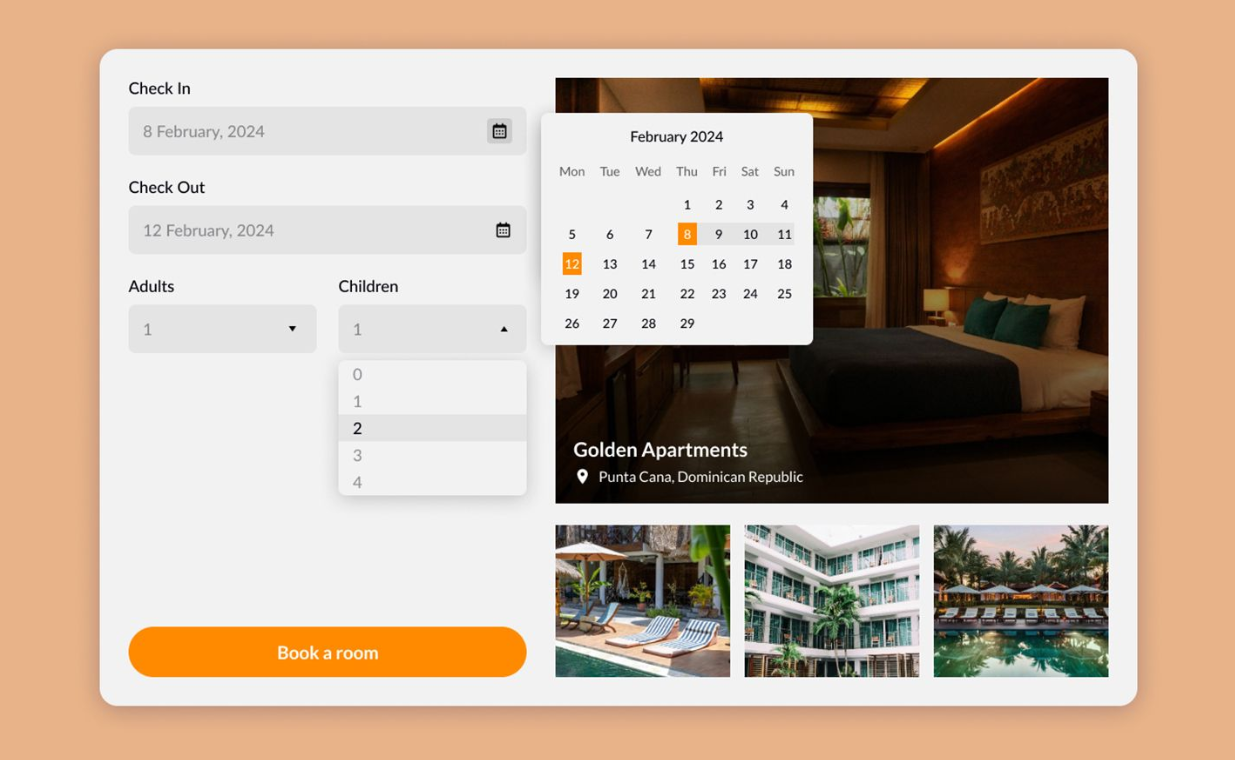 Check In
8 February, 2024
Check Out
12 February, 2024
Adults
Children
1
1
0
1
2
3
4
Book a room
February 2024
Mon Tue Wed Thu Fri Sat Sun
1 2 3 4
5 6 7 8 9 10 11
12 13 14 15 16 17 18
19 20 21 22 23 24 25
26 27 28 29
Golden Apartments
Punta Cana, Dominican Republic